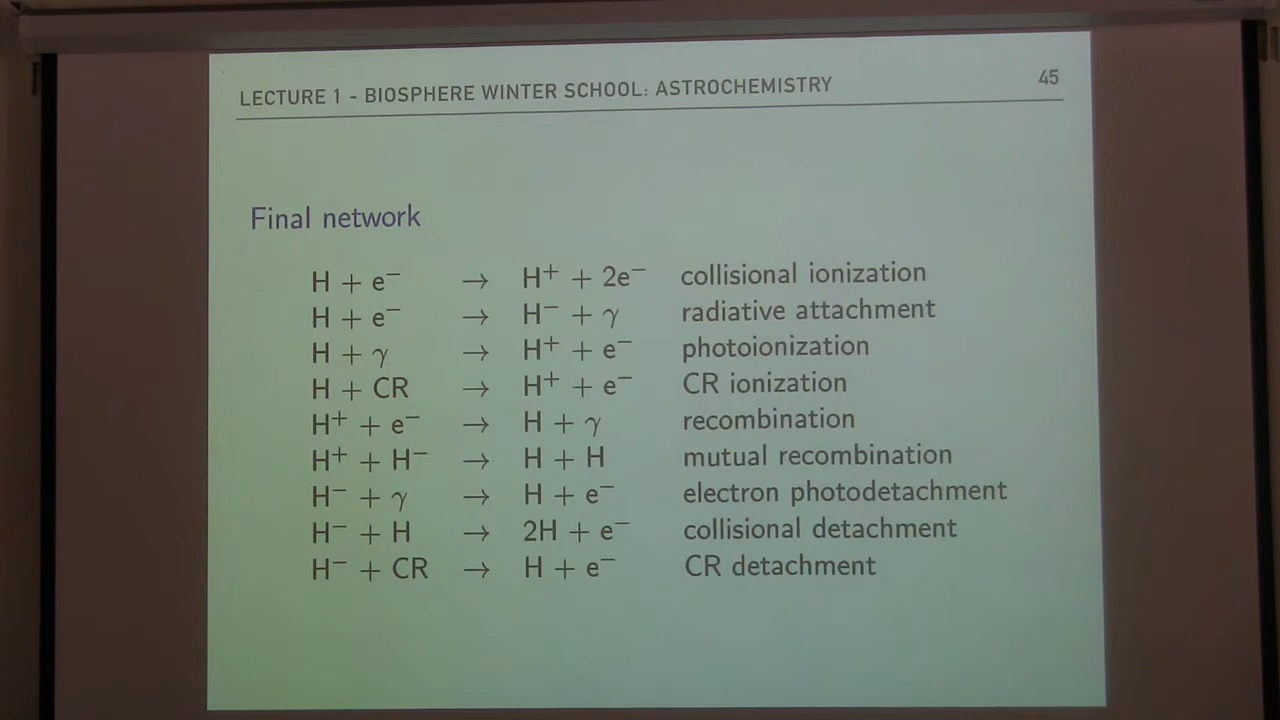 LECTURE 1 - BIOSPHERE WINTER SCHOOL: ASTROCHEMISTRY 45
Final network
H + e⁻ → H⁺ + 2e⁻ collisional ionization
H + e⁻ → H⁻ + γ radiative attachment
H + γ → H⁺ + e⁻ photoionization
H + CR → H⁺ + e⁻ CR ionization
H⁺ + e⁻ → H + γ recombination
H⁺ + H⁻ → H + H mutual recombination
H⁻ + γ → H + e⁻ electron photodetachment
H⁻ + H → 2H + e⁻ collisional detachment
H⁻ + CR → H + e⁻ CR detachment